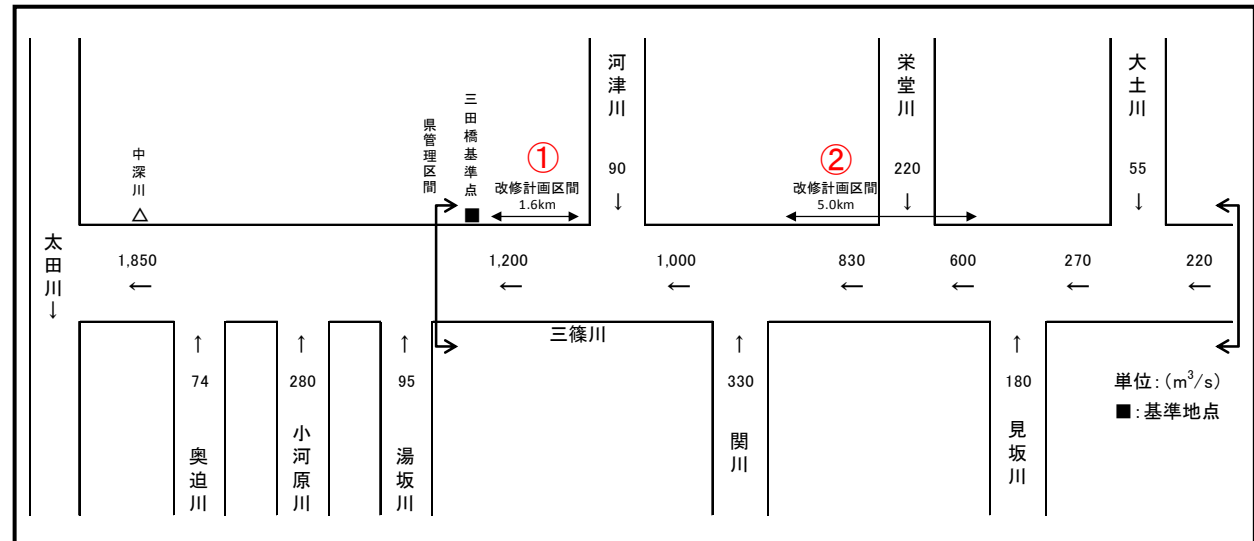 河津川
栄堂川
大土川
三田橋基準点
県管理区間
中深川
△
①
改修計画区間
1.6km
90
↓
②
改修計画区間
5.0km
220
↓
55
↓
■
太田川↓
1,850
←
1,200
←
1,000
←
830
←
600
←
270
←
220
←
三篠川
↑
74
奥迫川
↑
280
小河原川
↑
95
湯坂川
↑
330
関川
↑
180
見坂川
単位:(m³/s)
■:基準地点